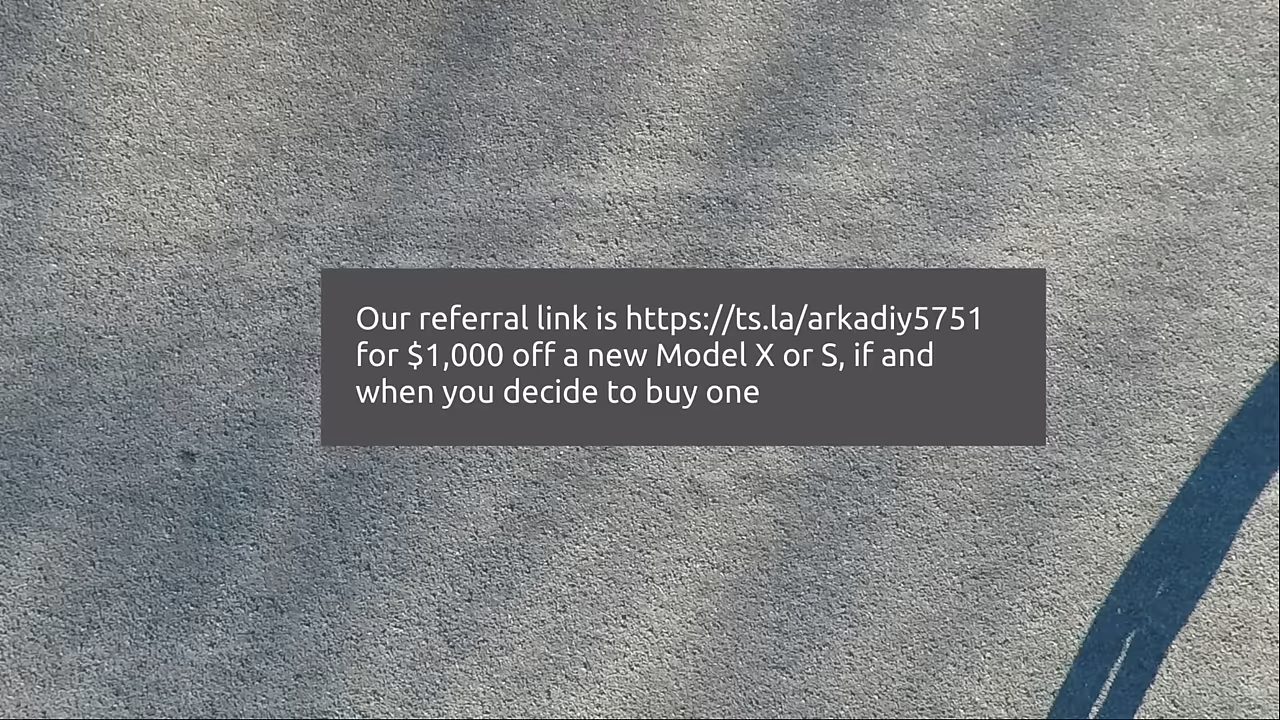 Our referral link is https://ts.la/arkadiy5751
for $1,000 off a new Model X or S, if and
when you decide to buy one